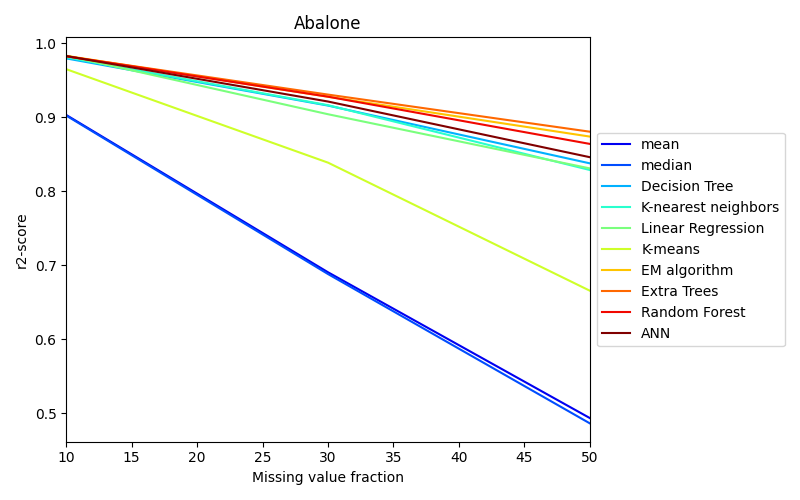 Abalone
1.0
0.9
0.8
0.7
0.6
0.5
r2-score
10
15
20
25
30
35
40
45
50
Missing value fraction
mean
median
Decision Tree
K-nearest neighbors
Linear Regression
K-means
EM algorithm
Extra Trees
Random Forest
ANN